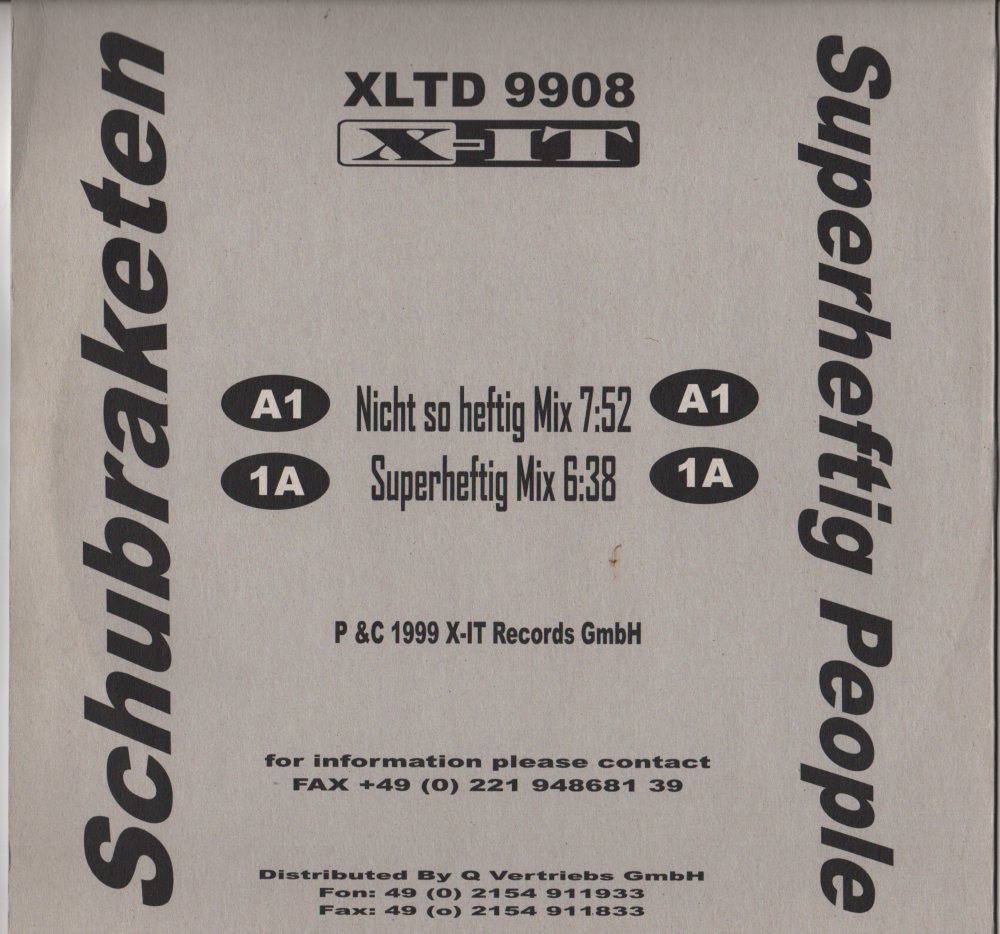 Schubraketen
XLTD 9908
X-IT
A1 Nicht so heftig Mix 7:52 A1
1A Superheftig Mix 6:38 1A
P &C 1999 X-IT Records GmbH
for information please contact
FAX +49 (0) 221 948681 39
Distributed By Q Vertriebs GmbH
Fon: 49 (0) 2154 911933
Fax: 49 (o) 2154 911833
Superheftig People